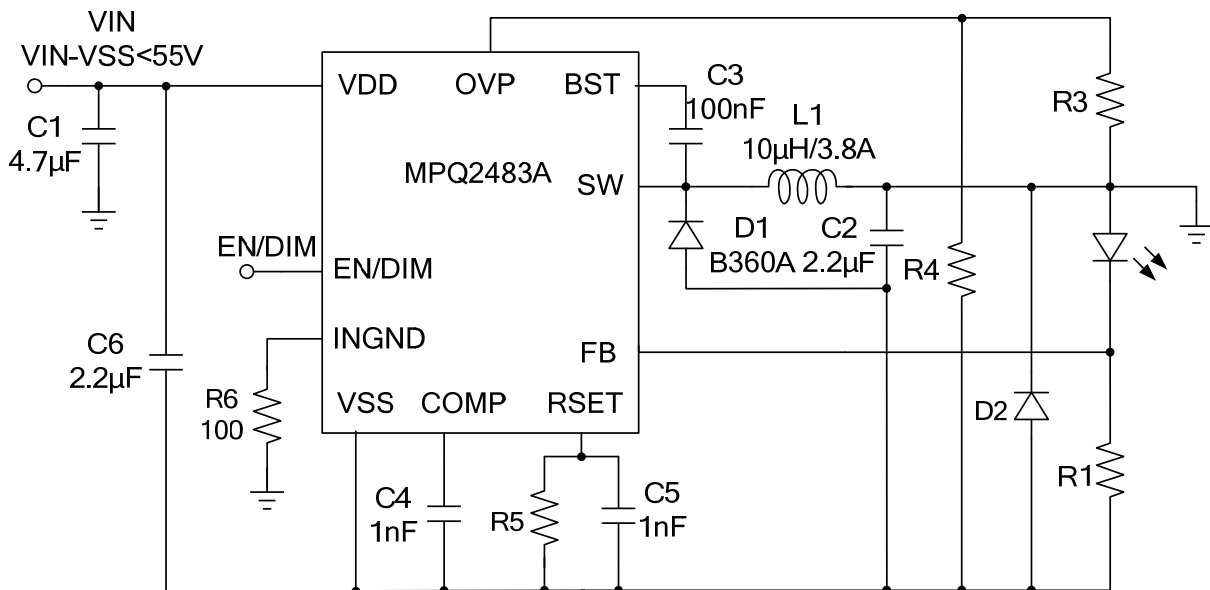 VIN
VIN-VSS<55V
VDD
OVP
BST
C3
100nF
L1
10µH/3.8A
R3
C1
4.7µF
MPQ2483A
SW
D1
B360A
C2
2.2µF
R4
EN/DIM
EN/DIM
INGND
FB
C6
2.2µF
R6
100
VSS
COMP
RSET
D2
R1
C4
1nF
R5
C5
1nF